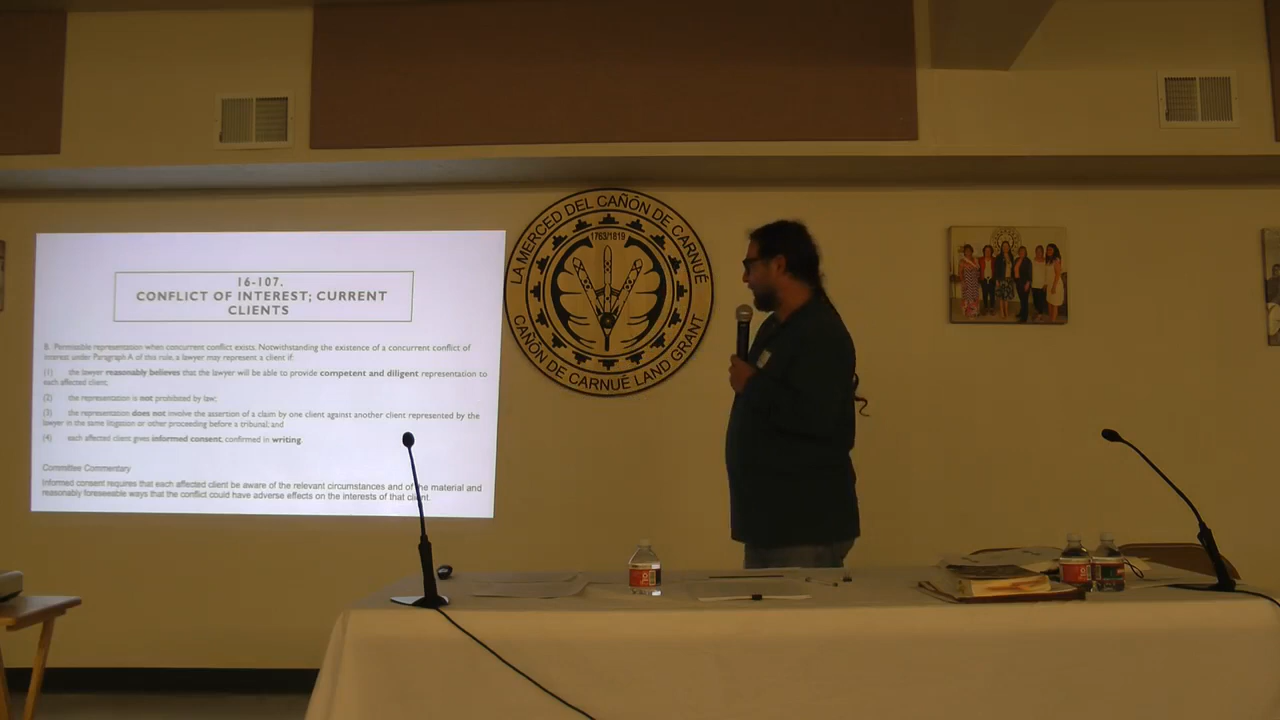 16-107.
CONFLICT OF INTEREST; CURRENT
CLIENTS
B. Permissible representation when concurrent conflict exists. Notwithstanding the existence of a concurrent conflict of
interest under Paragraph A of this rule, a lawyer may represent a client if:
(1) the lawyer reasonably believes that the lawyer will be able to provide competent and diligent representation to
each affected client;
(2) the representation is not prohibited by law;
(3) the representation does not involve the assertion of a claim by one client against another client represented by the
lawyer in the same litigation or other proceeding before a tribunal; and
(4) each affected client gives informed consent, confirmed in writing.
Committee Commentary
Informed consent requires that each affected client be aware of the relevant circumstances and of the material and
reasonably foreseeable ways that the conflict could have adverse effects on the interests of that client.
LA MERCED DEL CAÑÓN DE CARNUÉ
1763/1819
CAÑÓN DE CARNUÉ LAND GRANT